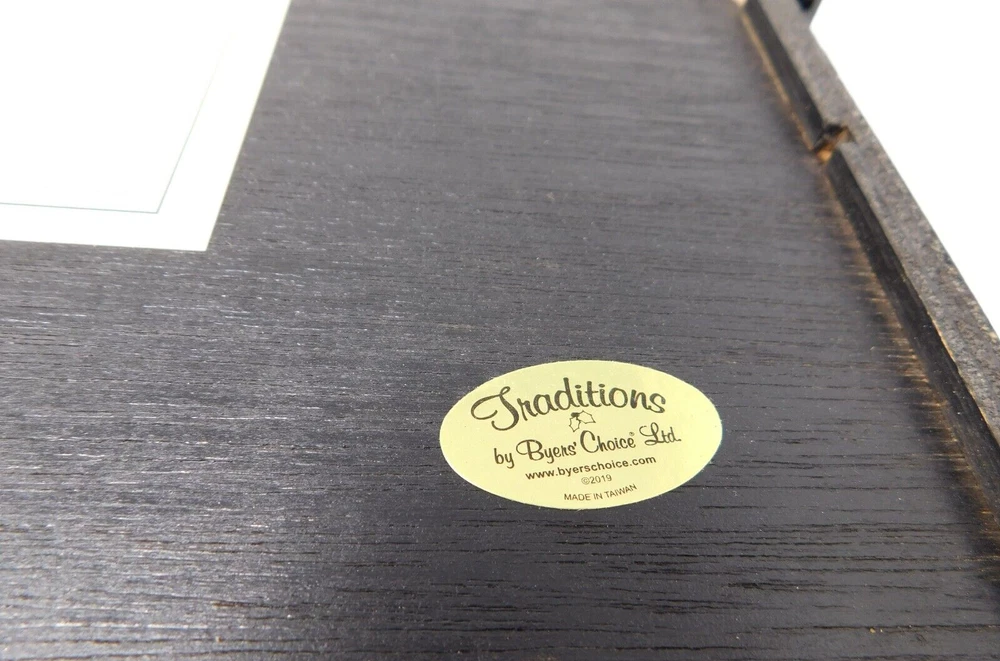 Traditions
by Byers' Choice® Ltd.
www.byerschoice.com
©2019
MADE IN TAIWAN